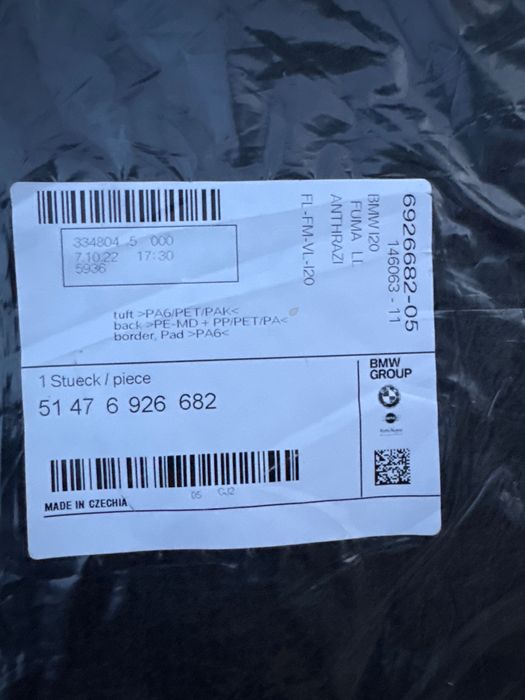 334804 5 000
7.10.22 17:30
5936
6926682-05
146063 - 11
BMW I20
FUMA LL
ANTHRAZI
FL-FM-VL-I20
tuft >PA6/PET/PAK<
back >PE-MD + PP/PET/PA<
border, Pad >PA6<
1 Stueck / piece
51 47 6 926 682
BMW
GROUP
05 GJ2
MADE IN CZECHIA